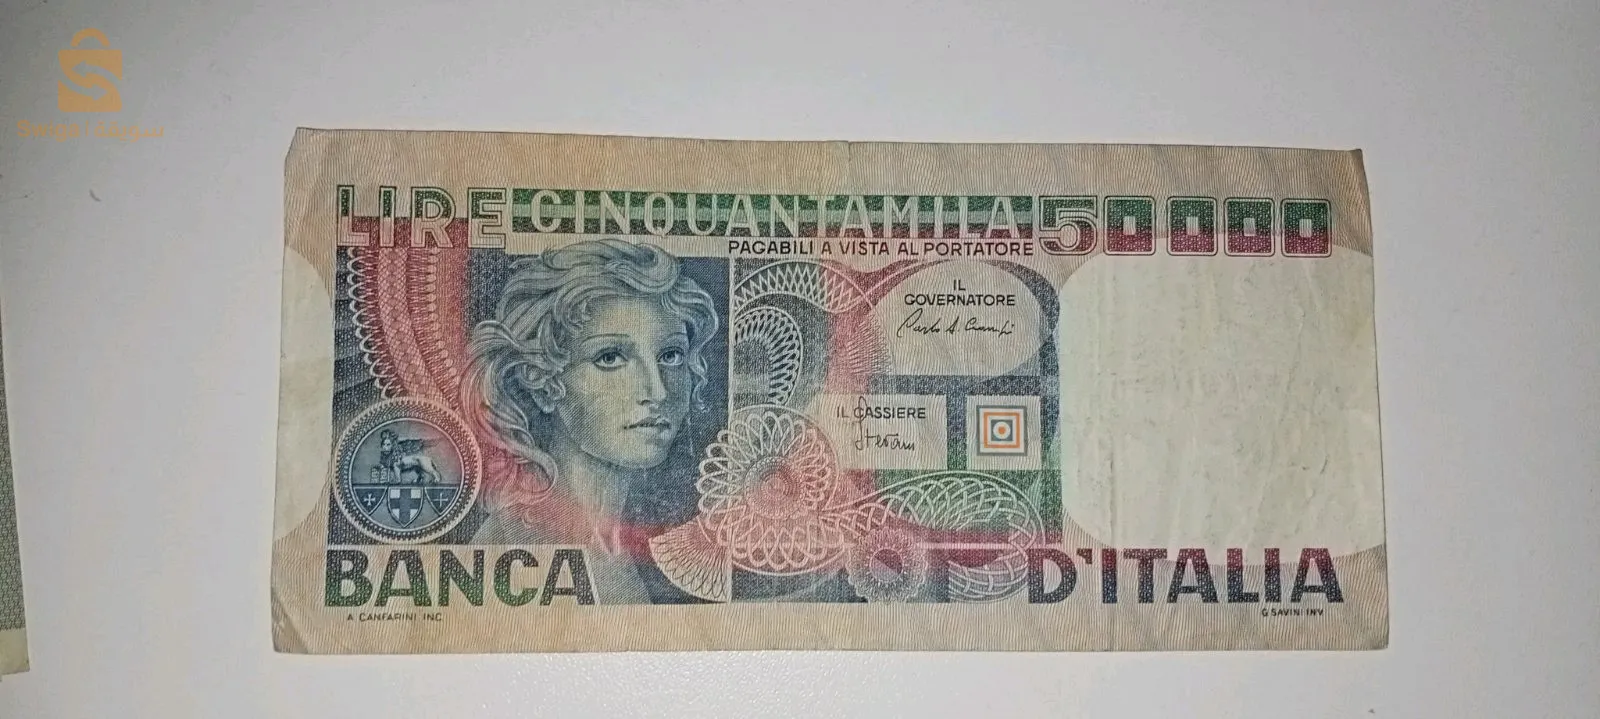 LIRE CINQUANTAMILA 50000
PAGABILI A VISTA AL PORTATORE
IL
GOVERNATORE
IL CASSIERE
BANCA D'ITALIA
A. CANFARINI INC.
G. SAVINI INV.